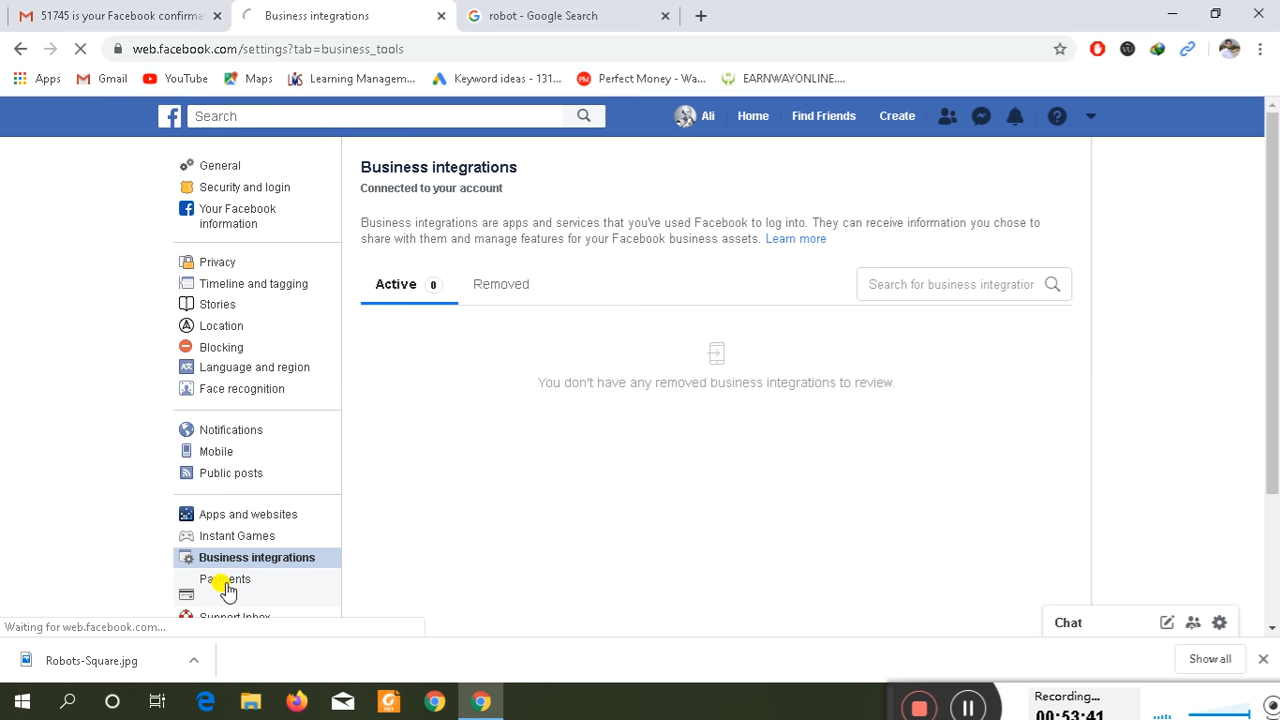 51745 is your Facebook confirma
Business integrations
robot - Google Search
web.facebook.com/settings?tab=business_tools
Apps
Gmail
YouTube
Maps
Learning Managem...
Keyword ideas - 131...
Perfect Money - Wa...
EARNWAYONLINE....
Search
Ali
Home
Find Friends
Create
General
Security and login
Your Facebook
information
Privacy
Timeline and tagging
Stories
Location
Blocking
Language and region
Face recognition
Notifications
Mobile
Public posts
Apps and websites
Instant Games
Business integrations
Payments
Support Inbox
Business integrations
Connected to your account
Business integrations are apps and services that you've used Facebook to log into. They can receive information you chose to
share with them and manage features for your Facebook business assets. Learn more
Active 0
Removed
Search for business integration
You don't have any removed business integrations to review.
Chat
Waiting for web.facebook.com...
Robots-Square.jpg
Show all
Recording...
00:53:41